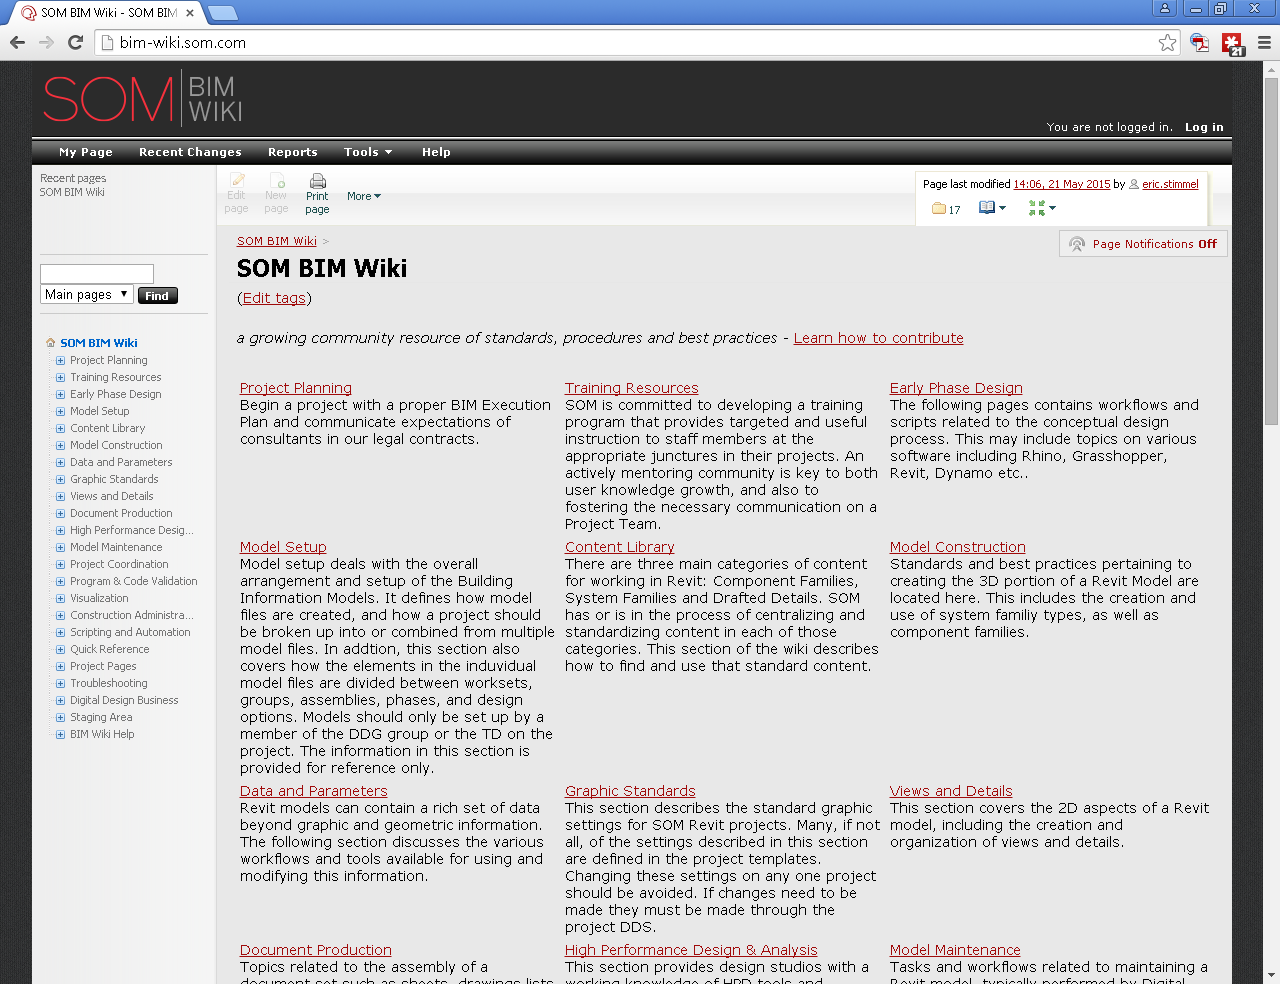 SOM BIM Wiki - SOM BIM
bim-wiki.som.com
21
SOM BIM WIKI
You are not logged in. Log in
My Page Recent Changes Reports Tools Help
Recent pages
SOM BIM Wiki
Edit page New page Print page More
Page last modified 14:06, 21 May 2015 by eric.stimmel
17
SOM BIM Wiki >
Page Notifications Off
SOM BIM Wiki
(Edit tags)
Main pages Find
a growing community resource of standards, procedures and best practices - Learn how to contribute
SOM BIM Wiki
Project Planning
Training Resources
Early Phase Design
Model Setup
Content Library
Model Construction
Data and Parameters
Graphic Standards
Views and Details
Document Production
High Performance Desig...
Model Maintenance
Project Coordination
Program & Code Validation
Visualization
Construction Administra...
Scripting and Automation
Quick Reference
Project Pages
Troubleshooting
Digital Design Business
Staging Area
BIM Wiki Help
Project Planning
Begin a project with a proper BIM Execution
Plan and communicate expectations of
consultants in our legal contracts.
Training Resources
SOM is committed to developing a training
program that provides targeted and useful
instruction to staff members at the
appropriate junctures in their projects. An
actively mentoring community is key to both
user knowledge growth, and also to
fostering the necessary communication on a
Project Team.
Early Phase Design
The following pages contains workflows and
scripts related to the conceptual design
process. This may include topics on various
software including Rhino, Grasshopper,
Revit, Dynamo etc..
Model Setup
Model setup deals with the overall
arrangement and setup of the Building
Information Models. It defines how model
files are created, and how a project should
be broken up into or combined from multiple
model files. In addtion, this section also
covers how the elements in the induvidual
model files are divided between worksets,
groups, assemblies, phases, and design
options. Models should only be set up by a
member of the DDG group or the TD on the
project. The information in this section is
provided for reference only.
Content Library
There are three main categories of content
for working in Revit: Component Families,
System Families and Drafted Details. SOM
has or is in the process of centralizing and
standardizing content in each of those
categories. This section of the wiki describes
how to find and use that standard content.
Model Construction
Standards and best practices pertaining to
creating the 3D portion of a Revit Model are
located here. This includes the creation and
use of system familiy types, as well as
component families.
Data and Parameters
Revit models can contain a rich set of data
beyond graphic and geometric information.
The following section discusses the various
workflows and tools available for using and
modifying this information.
Graphic Standards
This section describes the standard graphic
settings for SOM Revit projects. Many, if not
all, of the settings described in this section
are defined in the project templates.
Changing these settings on any one project
should be avoided. If changes need to be
made they must be made through the
project DDS.
Views and Details
This section covers the 2D aspects of a Revit
model, including the creation and
organization of views and details.
Document Production
Topics related to the assembly of a
document set such as sheets, drawings lists
High Performance Design & Analysis
This section provides design studios with a
working knowledge of HPD tools and
Model Maintenance
Tasks and workflows related to maintaining a
Revit model, typically performed by Digital